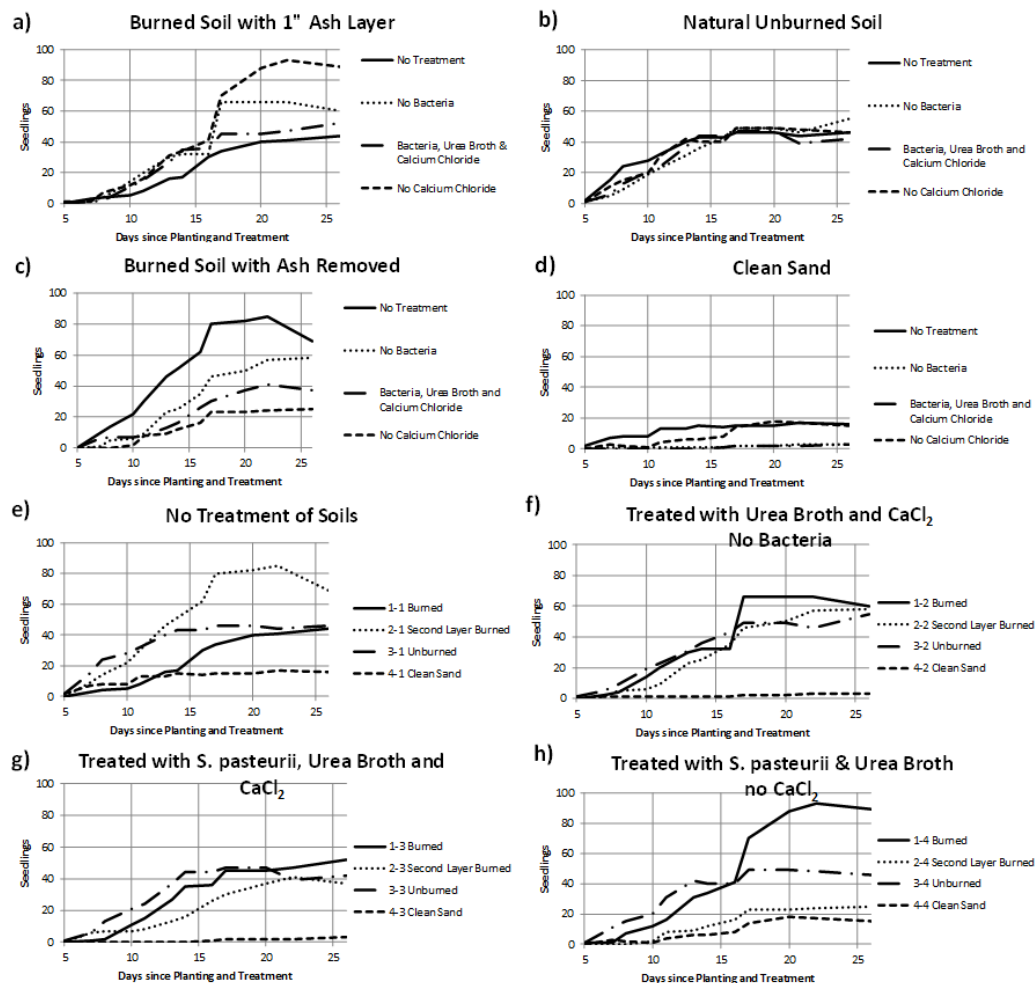 a)
Burned Soil with 1" Ash Layer
100
80
60
40
20
0
Seedlings
5
10
15
20
25
Days since Planting and Treatment
No Treatment
No Bacteria
Bacteria, Urea Broth &
Calcium Chloride
No Calcium Chloride
b)
Natural Unburned Soil
100
80
60
40
20
0
Seedlings
5
10
15
20
25
Days since Planting and Treatment
No Treatment
No Bacteria
Bacteria, Urea Broth and
Calcium Chloride
No Calcium Chloride
c)
Burned Soil with Ash Removed
100
80
60
40
20
0
Seedlings
5
10
15
20
25
Days since Planting and Treatment
No Treatment
No Bacteria
Bacteria, Urea Broth and
Calcium Chloride
No Calcium Chloride
d)
Clean Sand
100
80
60
40
20
0
Seedlings
5
10
15
20
25
Days since Planting and Treatment
No Treatment
No Bacteria
Bacteria, Urea Broth and
Calcium Chloride
No Calcium Chloride
e)
No Treatment of Soils
100
80
60
40
20
0
Seedlings
5
10
15
20
25
Days since Planting and Treatment
1-1 Burned
2-1 Second Layer Burned
3-1 Unburned
4-1 Clean Sand
f)
Treated with Urea Broth and CaCl₂
No Bacteria
100
80
60
40
20
0
Seedlings
5
10
15
20
25
Days since Planting and Treatment
1-2 Burned
2-2 Second Layer Burned
3-2 Unburned
4-2 Clean Sand
g)
Treated with S. pasteurii, Urea Broth and
CaCl₂
100
80
60
40
20
0
Seedlings
5
10
15
20
25
Days since Planting and Treatment
1-3 Burned
2-3 Second Layer Burned
3-3 Unburned
4-3 Clean Sand
h)
Treated with S. pasteurii & Urea Broth
no CaCl₂
100
80
60
40
20
0
Seedlings
5
10
15
20
25
Days since Planting and Treatment
1-4 Burned
2-4 Second Layer Burned
3-4 Unburned
4-4 Clean Sand